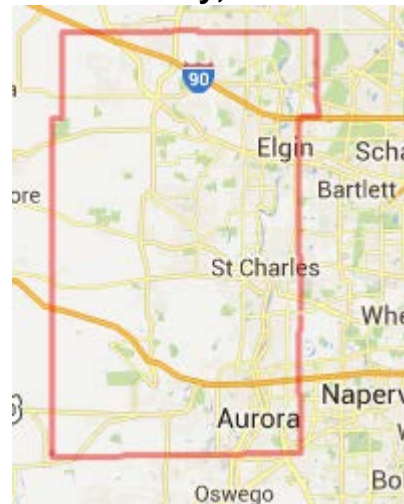 90
Elgin
Scha
Bartlett
ore
St Charles
Whe
Naperv
Aurora
Oswego
Bo